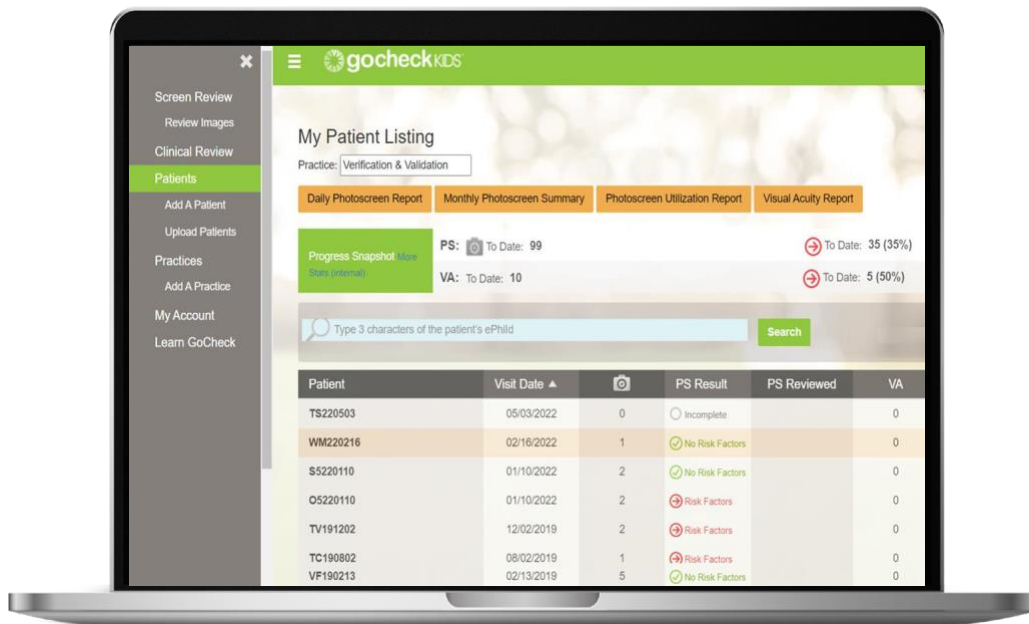 gocheck KIDS
Screen Review
Review Images
Clinical Review
Patients
Add A Patient
Upload Patients
Practices
Add A Practice
My Account
Learn GoCheck
My Patient Listing
Practice: Verification & Validation
Daily Photoscreen Report Monthly Photoscreen Summary Photoscreen Utilization Report Visual Acuity Report
Progress Snapshot More
Stats (internal)
PS: To Date: 99 To Date: 35 (35%)
VA: To Date: 10 To Date: 5 (50%)
Type 3 characters of the patient's ePhild Search
Patient Visit Date ▲ PS Result PS Reviewed VA
TS220503 05/03/2022 0 Incomplete 0
WM220216 02/16/2022 1 No Risk Factors 0
S5220110 01/10/2022 2 No Risk Factors 0
O5220110 01/10/2022 2 Risk Factors 0
TV191202 12/02/2019 2 Risk Factors 0
TC190802 08/02/2019 1 Risk Factors 0
VF190213 02/13/2019 5 No Risk Factors 0